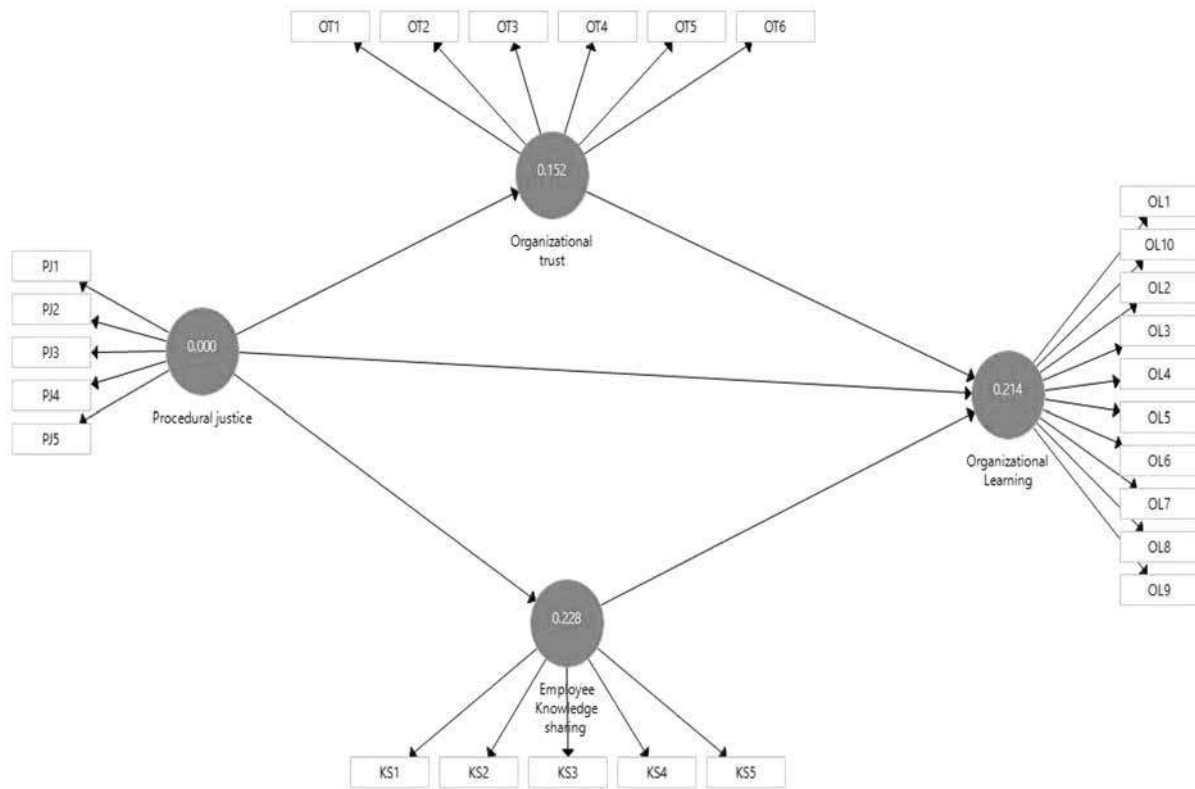 OT1
OT2
OT3
OT4
OT5
OT6
0.152
Organizational
trust
PJ1
PJ2
PJ3
PJ4
PJ5
0.000
Procedural justice
OL1
OL10
OL2
OL3
OL4
OL5
OL6
OL7
OL8
OL9
0.214
Organizational
Learning
0.228
Employee
Knowledge
sharing
KS1
KS2
KS3
KS4
KS5